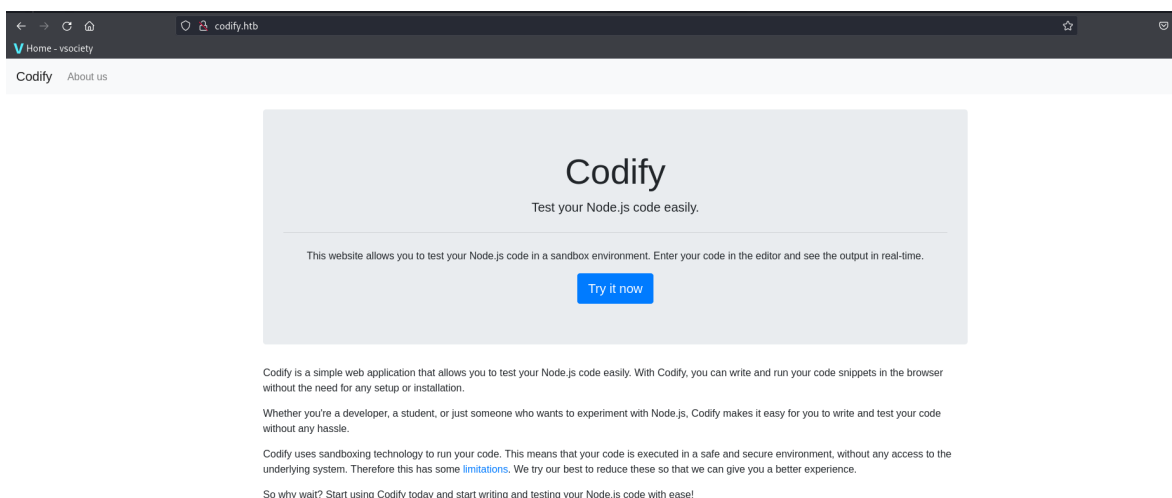 codify.htb
Home - vsociety
Codify About us
Codify
Test your Node.js code easily.
This website allows you to test your Node.js code in a sandbox environment. Enter your code in the editor and see the output in real-time.
Try it now
Codify is a simple web application that allows you to test your Node.js code easily. With Codify, you can write and run your code snippets in the browser
without the need for any setup or installation.
Whether you're a developer, a student, or just someone who wants to experiment with Node.js, Codify makes it easy for you to write and test your code
without any hassle.
Codify uses sandboxing technology to run your code. This means that your code is executed in a safe and secure environment, without any access to the
underlying system. Therefore this has some limitations. We try our best to reduce these so that we can give you a better experience.
So why wait? Start using Codify today and start writing and testing your Node.js code with ease!